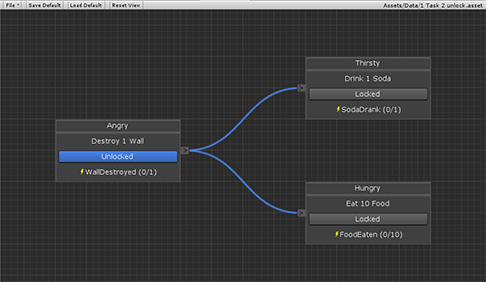 File
Save Default
Load Default
Reset View
Assets/Data/1 Task 2 unlock.asset
Angry
Destroy 1 Wall
Unlocked
WallDestroyed (0/1)
Thirsty
Drink 1 Soda
Locked
SodaDrank (0/1)
Hungry
Eat 10 Food
Locked
FoodEaten (0/10)